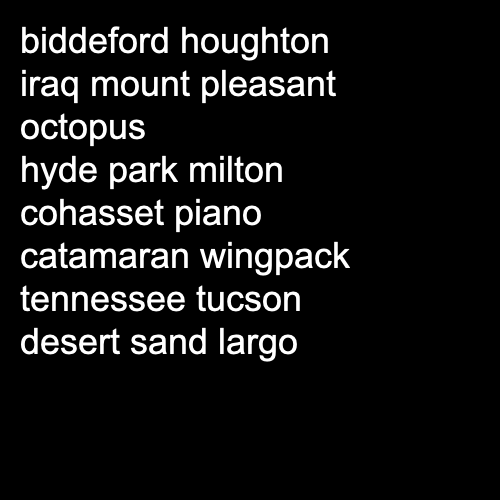 biddeford houghton
iraq mount pleasant
octopus
hyde park milton
cohasset piano
catamaran wingpack
tennessee tucson
desert sand largo